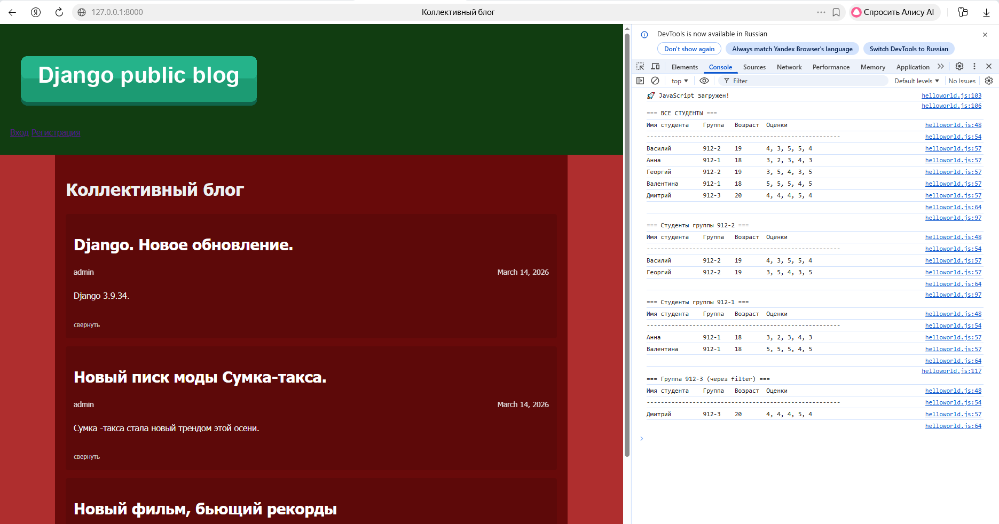 127.0.0.1:8000
Коллективный блог
Спросить Алису AI
Django public blog
Вход Регистрация
Коллективный блог
Django. Новое обновление.
admin March 14, 2026
Django 3.9.34.
свернуть
Новый писк моды Сумка-такса.
admin March 14, 2026
Сумка -такса стала новый трендом этой осени.
свернуть
Новый фильм, бьющий рекорды
DevTools is now available in Russian
Don't show again Always match Yandex Browser's language Switch DevTools to Russian
Elements Console Sources Network Performance Memory Application
top Filter Default levels No Issues
JavaScript загружен! helloworld.js:103
helloworld.js:106
=== ВСЕ СТУДЕНТЫ ===
Имя студента Группа Возраст Оценки helloworld.js:48
------------------------------------------------------- helloworld.js:54
Василий 912-2 19 4, 3, 5, 5, 4 helloworld.js:57
Анна 912-1 18 3, 2, 3, 4, 3 helloworld.js:57
Георгий 912-2 19 3, 5, 4, 3, 5 helloworld.js:57
Валентина 912-1 18 5, 5, 5, 4, 5 helloworld.js:57
Дмитрий 912-3 20 4, 4, 4, 5, 4 helloworld.js:57
helloworld.js:64
helloworld.js:97
=== Студенты группы 912-2 ===
Имя студента Группа Возраст Оценки helloworld.js:48
------------------------------------------------------- helloworld.js:54
Василий 912-2 19 4, 3, 5, 5, 4 helloworld.js:57
Георгий 912-2 19 3, 5, 4, 3, 5 helloworld.js:57
helloworld.js:64
helloworld.js:97
=== Студенты группы 912-1 ===
Имя студента Группа Возраст Оценки helloworld.js:48
------------------------------------------------------- helloworld.js:54
Анна 912-1 18 3, 2, 3, 4, 3 helloworld.js:57
Валентина 912-1 18 5, 5, 5, 4, 5 helloworld.js:57
helloworld.js:64
helloworld.js:117
=== Группа 912-3 (через filter) ===
Имя студента Группа Возраст Оценки helloworld.js:48
------------------------------------------------------- helloworld.js:54
Дмитрий 912-3 20 4, 4, 4, 5, 4 helloworld.js:57
helloworld.js:64